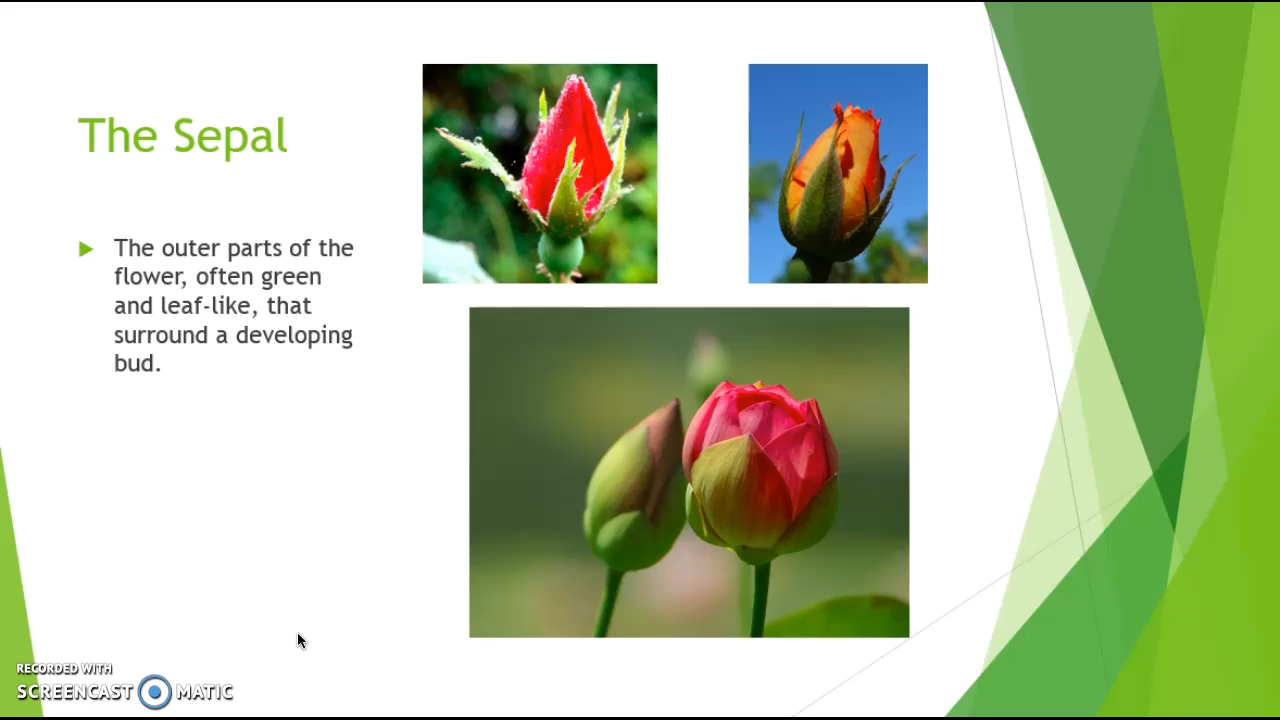 The Sepal
The outer parts of the
flower, often green
and leaf-like, that
surround a developing
bud.
RECORDED WITH
SCREENCAST MATIC